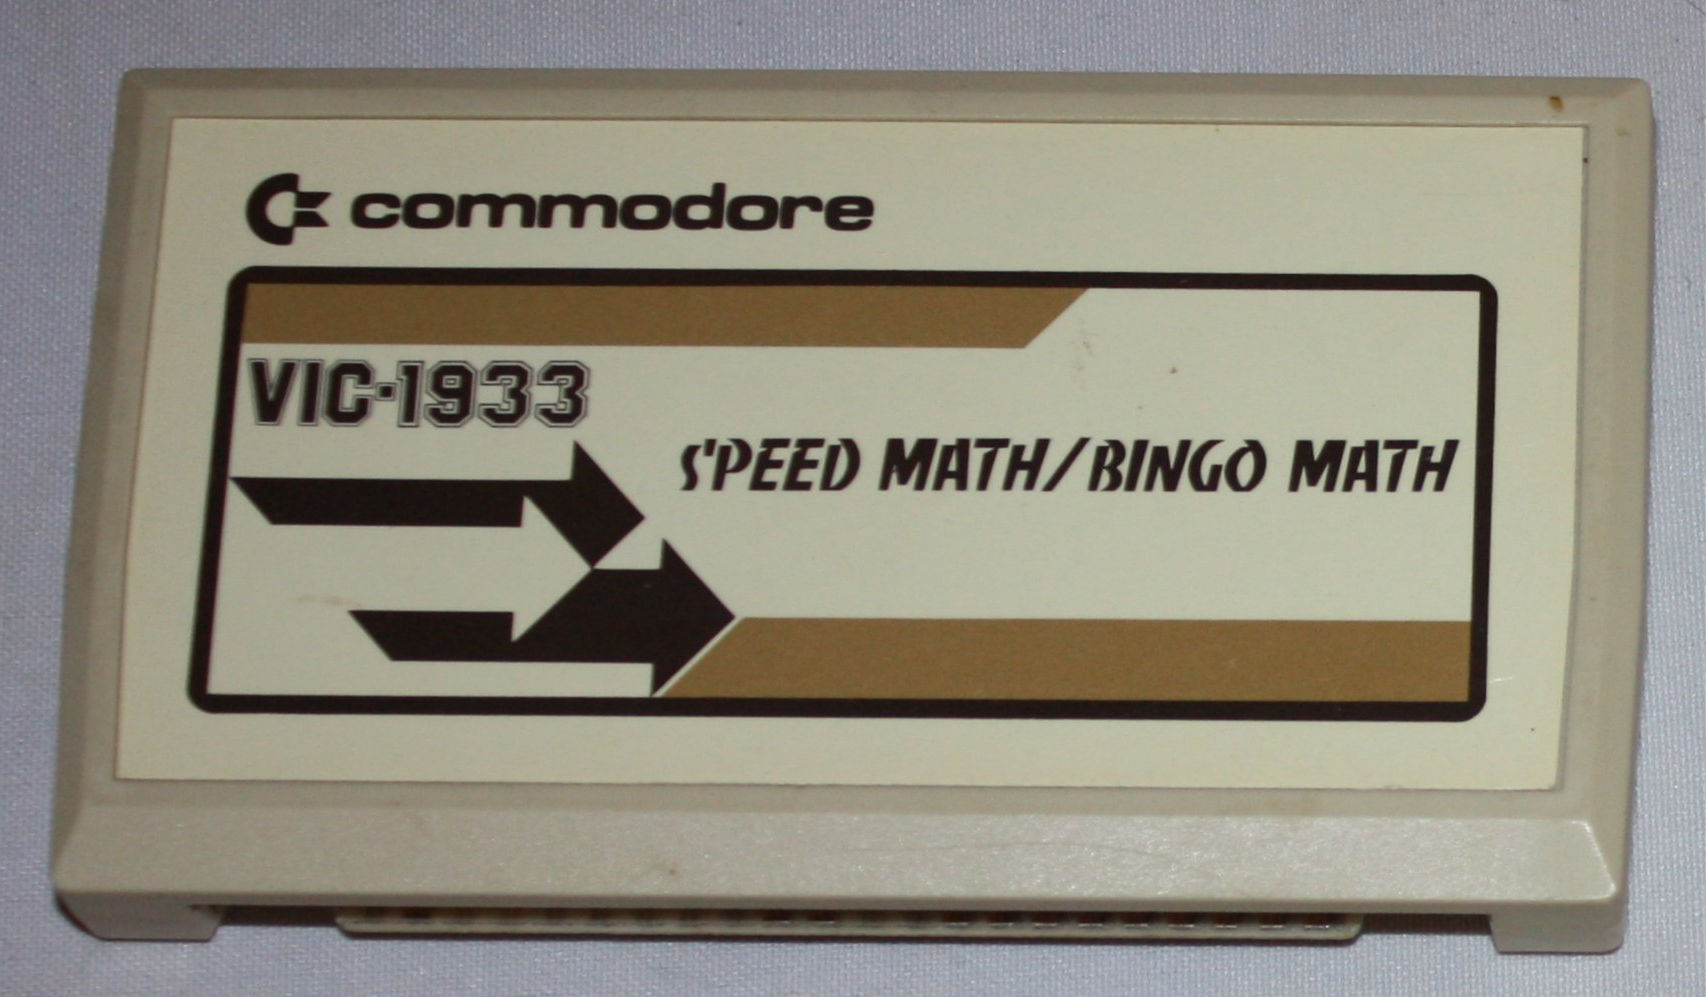 commodore
VIC-1933
SPEED MATH/BINGO MATH